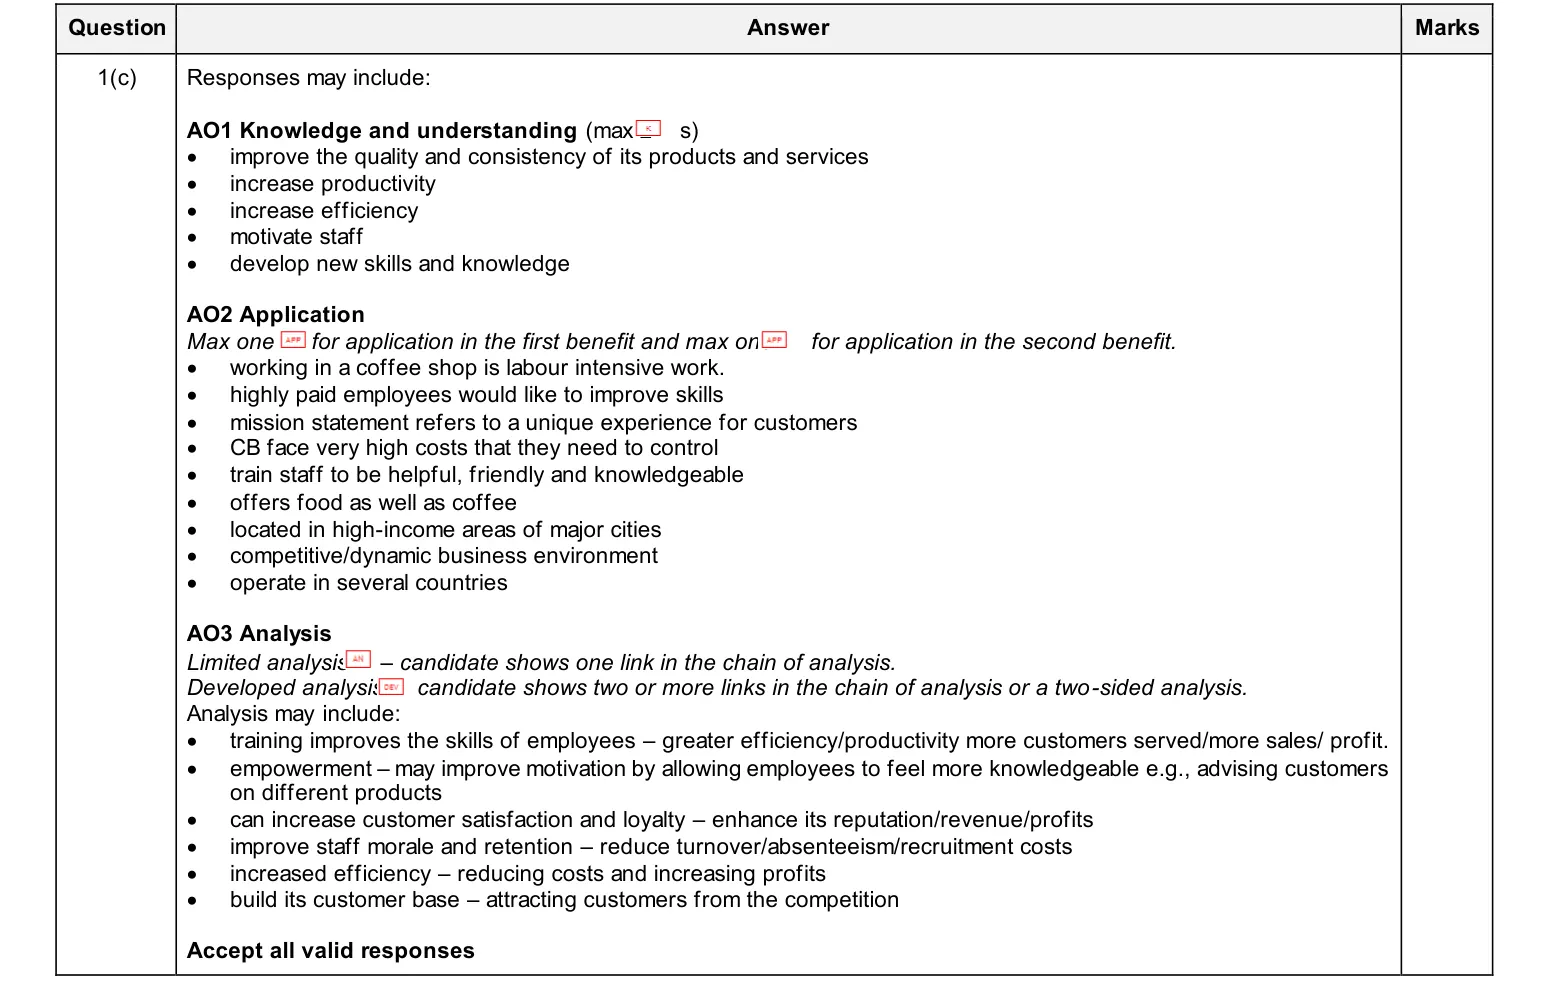 Question Answer Marks
1(c) Responses may include:
AO1 Knowledge and understanding (max K s)
• improve the quality and consistency of its products and services
• increase productivity
• increase efficiency
• motivate staff
• develop new skills and knowledge
AO2 Application
Max one APP for application in the first benefit and max on APP for application in the second benefit.
• working in a coffee shop is labour intensive work.
• highly paid employees would like to improve skills
• mission statement refers to a unique experience for customers
• CB face very high costs that they need to control
• train staff to be helpful, friendly and knowledgeable
• offers food as well as coffee
• located in high-income areas of major cities
• competitive/dynamic business environment
• operate in several countries
AO3 Analysis
Limited analysis AN – candidate shows one link in the chain of analysis.
Developed analysis DEV candidate shows two or more links in the chain of analysis or a two-sided analysis.
Analysis may include:
• training improves the skills of employees – greater efficiency/productivity more customers served/more sales/ profit.
• empowerment – may improve motivation by allowing employees to feel more knowledgeable e.g., advising customers
on different products
• can increase customer satisfaction and loyalty – enhance its reputation/revenue/profits
• improve staff morale and retention – reduce turnover/absenteeism/recruitment costs
• increased efficiency – reducing costs and increasing profits
• build its customer base – attracting customers from the competition
Accept all valid responses